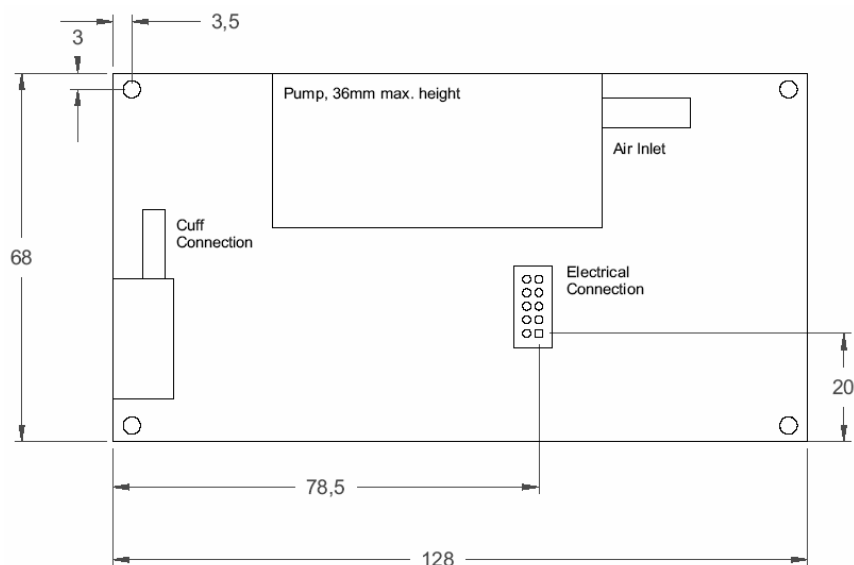 3,5
3
Pump, 36mm max. height
Air Inlet
Cuff
Connection
68
Electrical
Connection
20
78,5
128